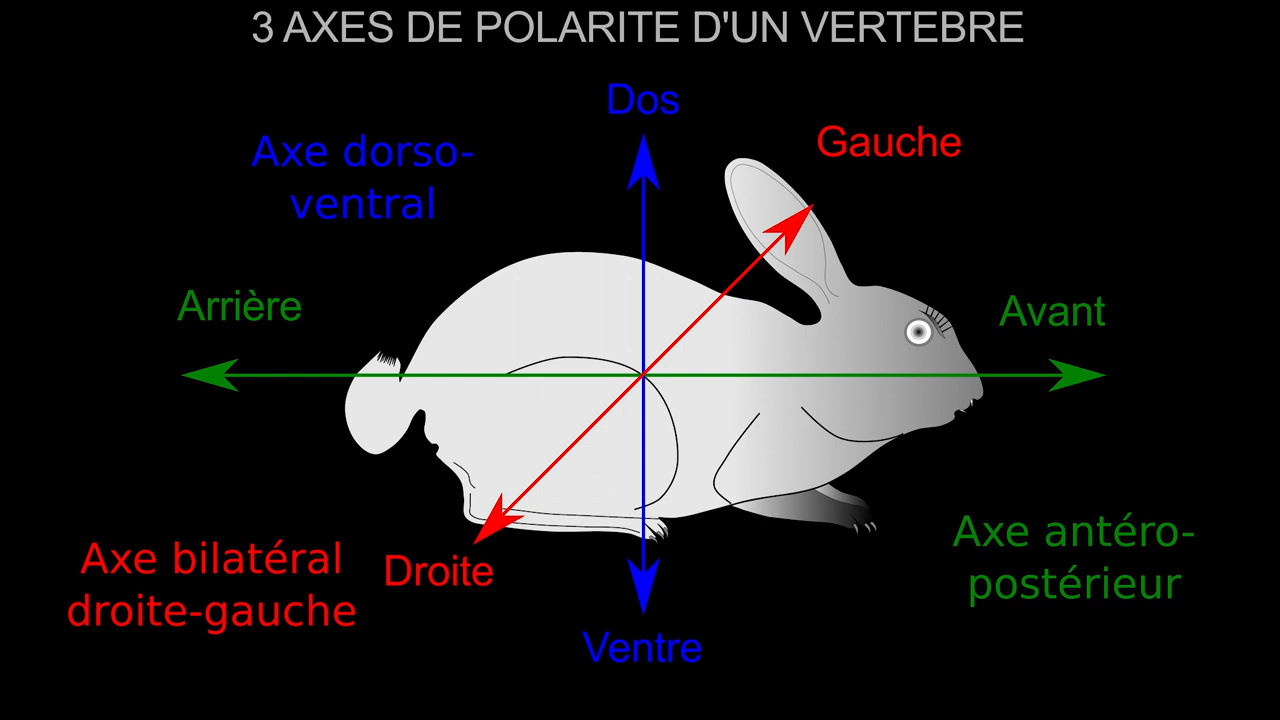 3 AXES DE POLARITE D'UN VERTEBRE
Dos
Gauche
Axe dorso-
ventral
Arrière
Avant
Axe antéro-
postérieur
Axe bilatéral
droite-gauche
Droite
Ventre